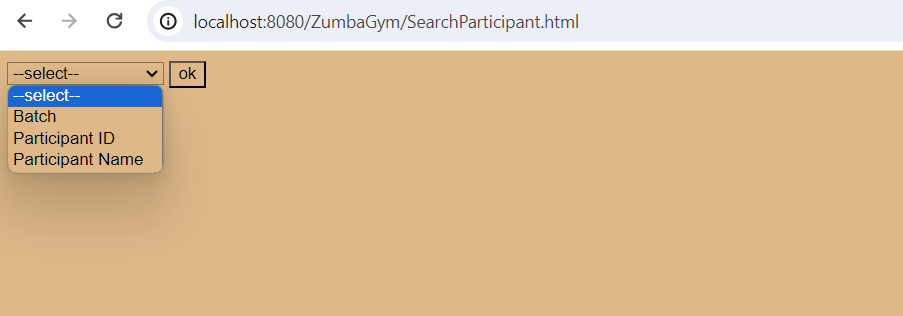 localhost:8080/ZumbaGym/SearchParticipant.html
--select-- ok
--select--
Batch
Participant ID
Participant Name